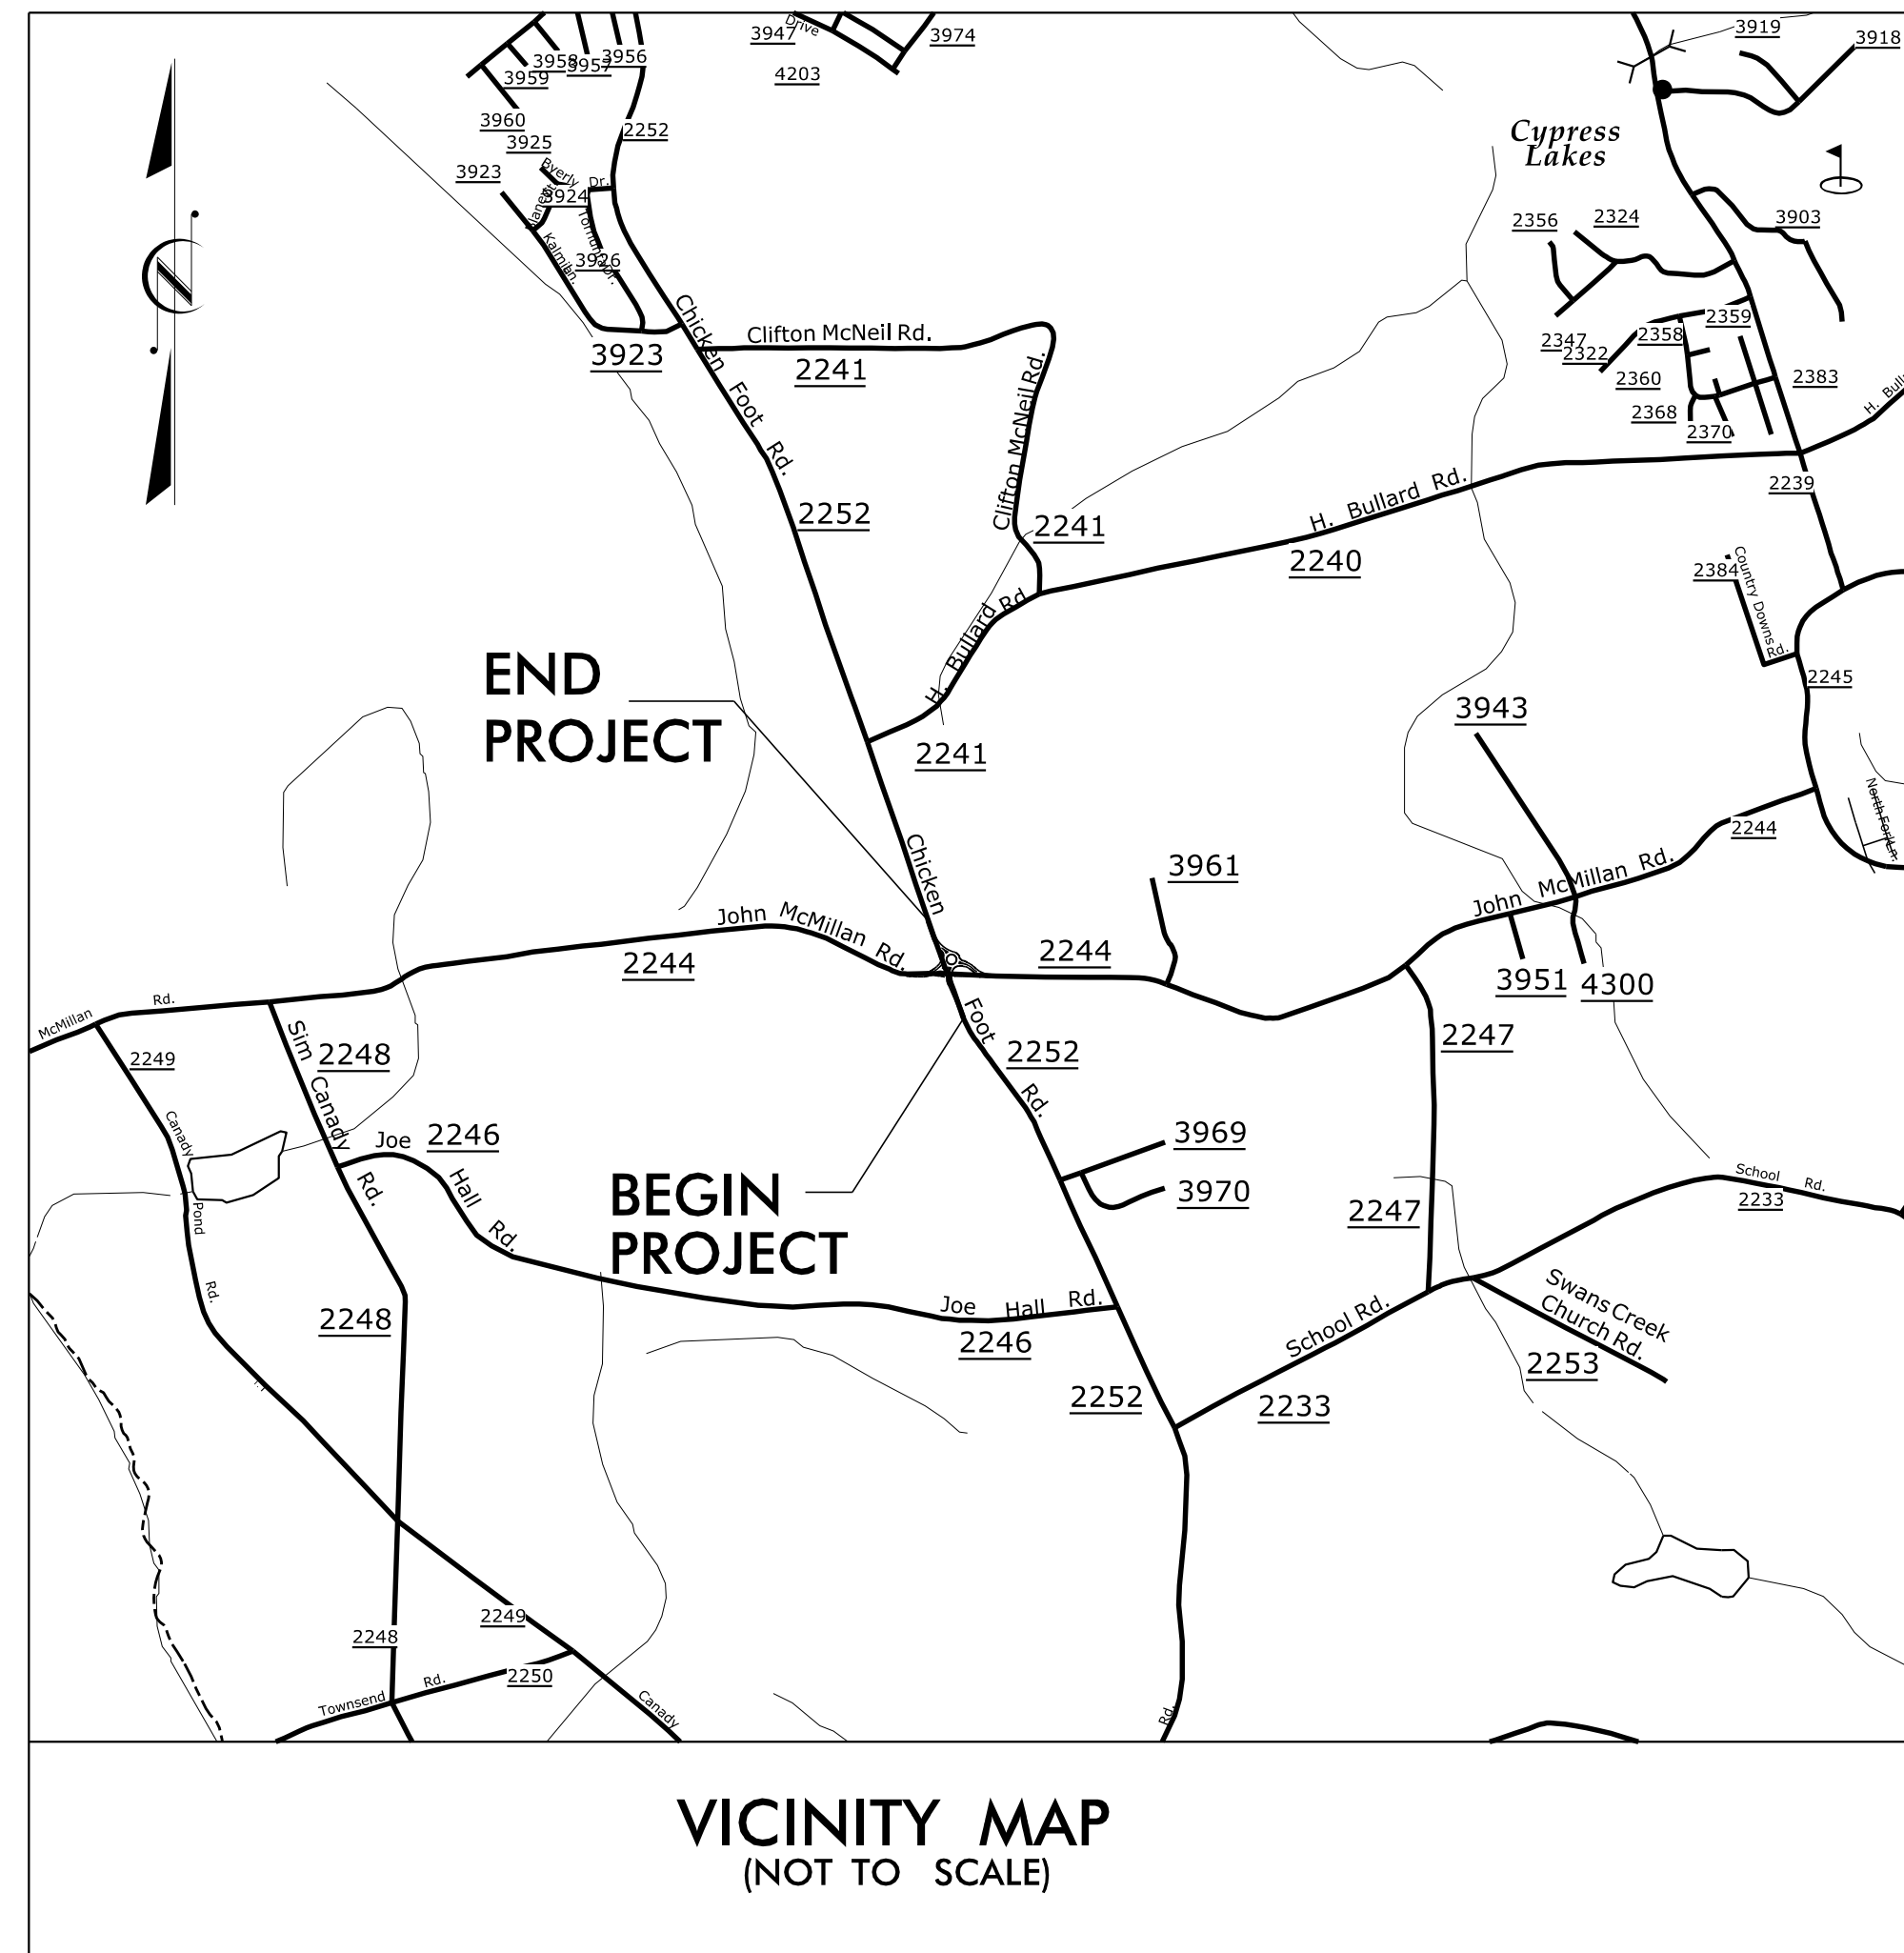 3947
Drive
3974
3919
3918
3958
3957
3956
3959
4203
3960
2252
3925
Cypress
Lakes
3923
Byerly
Dr.
3924
2356
2324
3903
Kalmia
Ln.
3926
Chicken Foot Rd.
Clifton McNeil Rd.
3923
2241
2359
2358
2347
2322
2360
2383
2368
2370
H.
Clifton McNeil Rd.
2252
2241
H. Bullard Rd.
2239
2240
2384
Country Downs
Rd.
H. Bullard Rd.
END
PROJECT
2245
3943
2241
2244
North Fork Ln.
Chicken
3961
John McMillan Rd.
John McMillan Rd.
2244
2244
3951
4300
McMillan Rd.
Foot
Rd.
2249
Sim Canady Rd.
2248
2252
2247
Canady
Pond
Rd.
Joe
2246
Hall Rd.
3969
3970
BEGIN
PROJECT
2247
School Rd.
2233
2248
Joe Hall Rd.
2246
School Rd.
Swans Creek
Church Rd.
2253
2252
2233
2249
2248
2250
Townsend Rd.
Canady
Rd.
VICINITY MAP
(NOT TO SCALE)